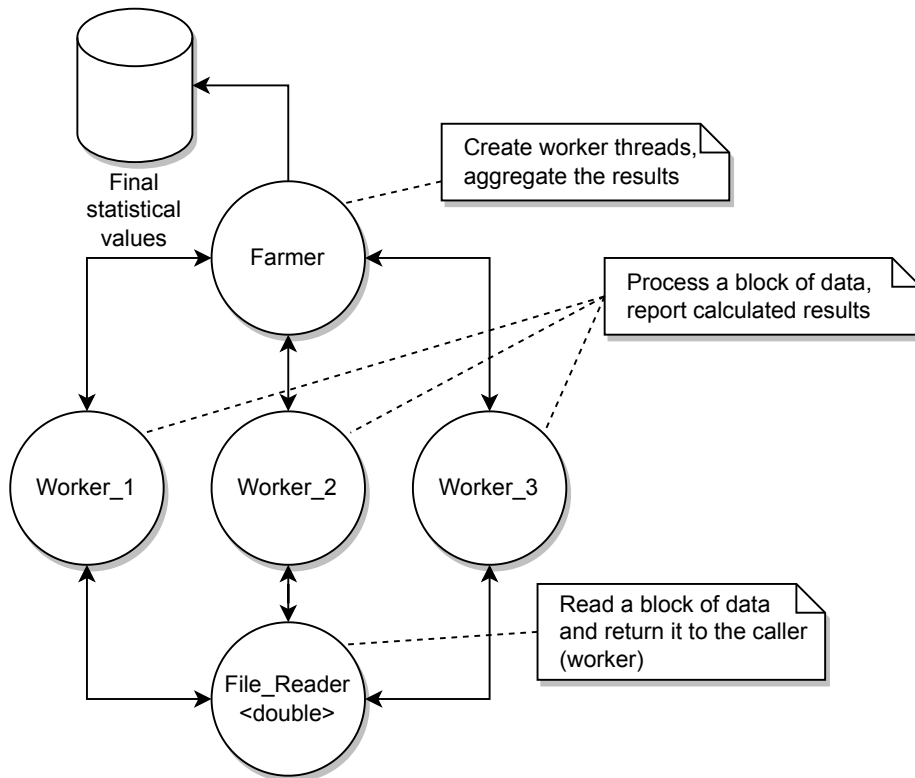 Final
statistical
values
Create worker threads,
aggregate the results
Farmer
Process a block of data,
report calculated results
Worker_1
Worker_2
Worker_3
Read a block of data
and return it to the caller
(worker)
File_Reader
<double>